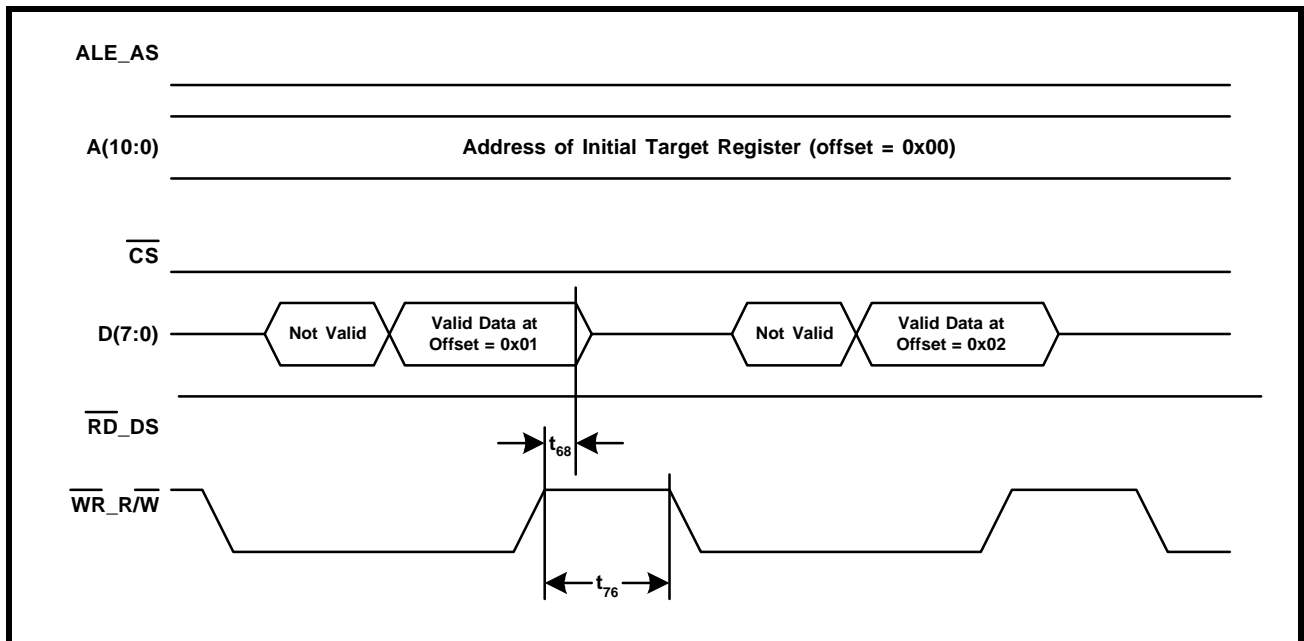 ALE_AS
A(10:0)
Address of Initial Target Register (offset = 0x00)
CS
D(7:0)
Not Valid
Valid Data at
Offset = 0x01
Not Valid
Valid Data at
Offset = 0x02
RD_DS
t68
WR_R/W
t76